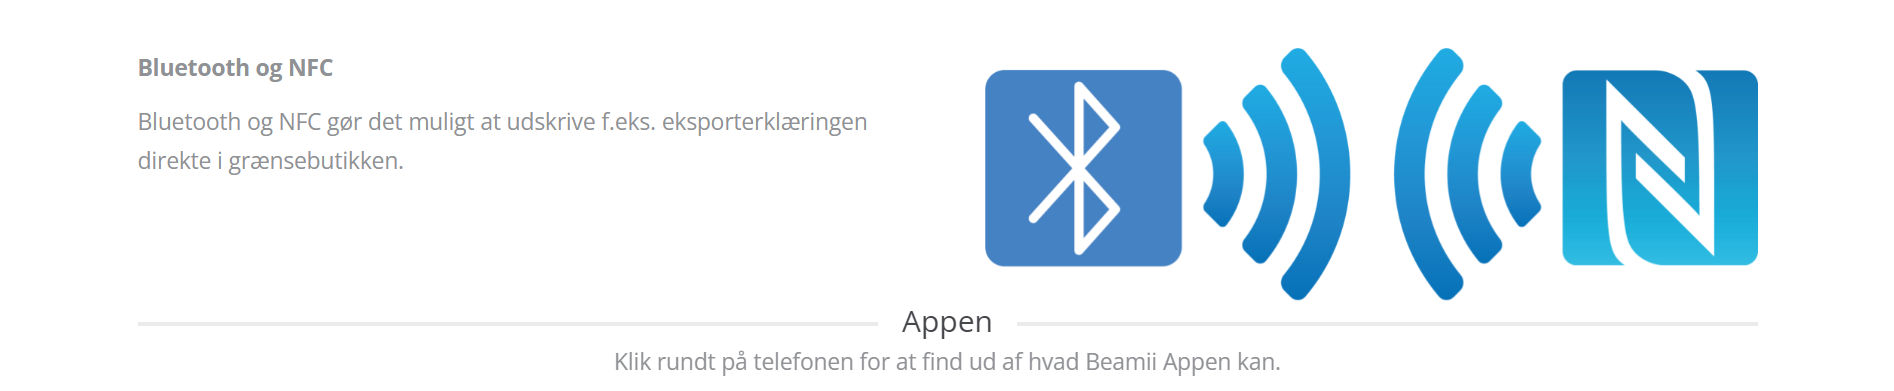 Bluetooth og NFC
Bluetooth og NFC gør det muligt at udskrive f.eks. eksporterklæringen
direkte i grænsebutikken.
Appen
Klik rundt på telefonen for at find ud af hvad Beamii Appen kan.